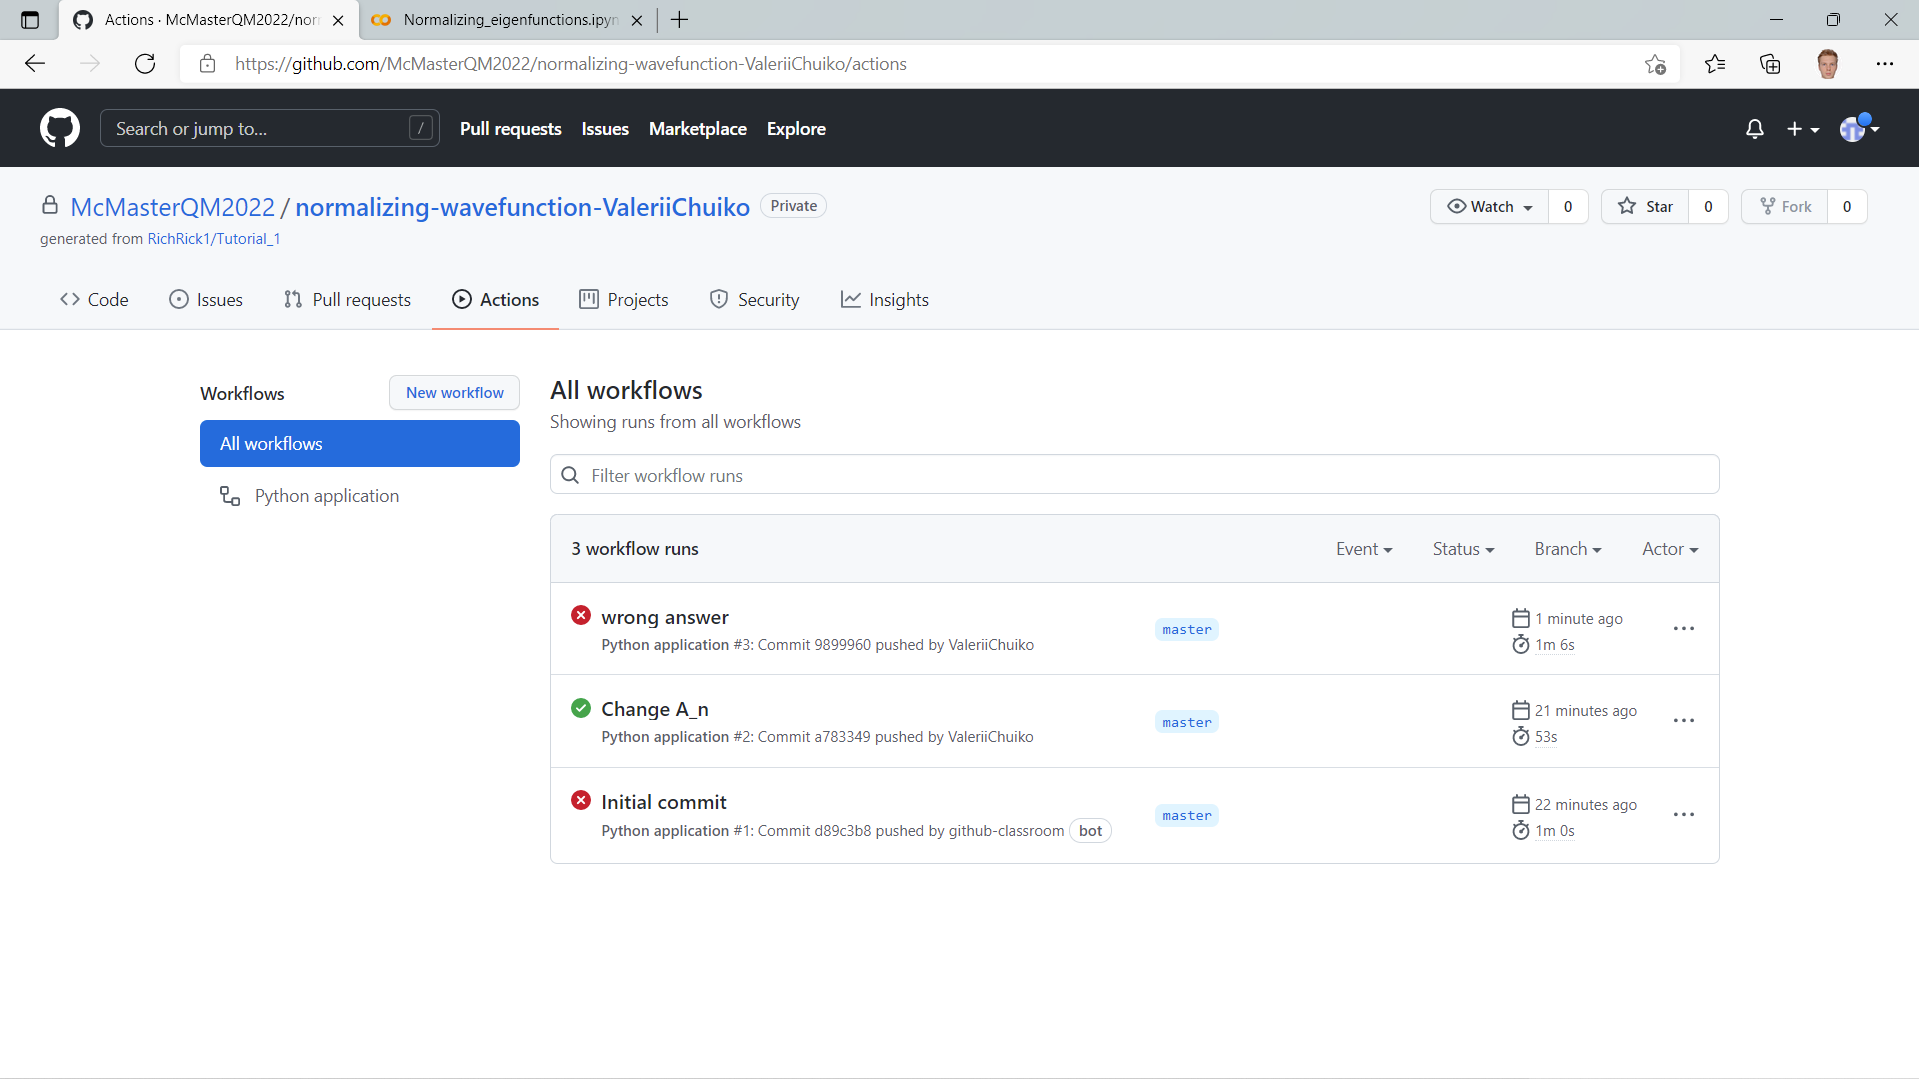 Actions · McMasterQM2022/nor
Normalizing_eigenfunctions.ipyn
https://github.com/McMasterQM2022/normalizing-wavefunction-ValeriiChuiko/actions
Search or jump to... /
Pull requests Issues Marketplace Explore
McMasterQM2022 / normalizing-wavefunction-ValeriiChuiko Private
Watch 0 Star 0 Fork 0
generated from RichRick1/Tutorial_1
Code Issues Pull requests Actions Projects Security Insights
Workflows New workflow
All workflows
Python application
All workflows
Showing runs from all workflows
Filter workflow runs
3 workflow runs Event Status Branch Actor
wrong answer
Python application #3: Commit 9899960 pushed by ValeriiChuiko
master
1 minute ago
1m 6s
Change A_n
Python application #2: Commit a783349 pushed by ValeriiChuiko
master
21 minutes ago
53s
Initial commit
Python application #1: Commit d89c3b8 pushed by github-classroom bot
master
22 minutes ago
1m 0s